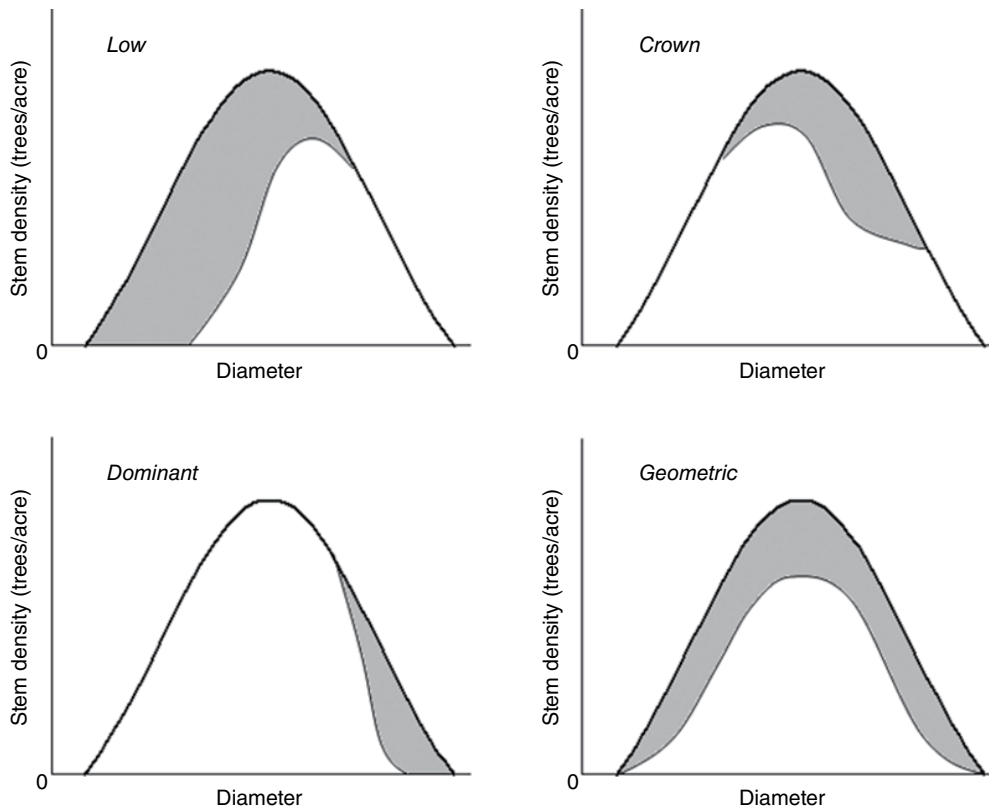 Low
Stem density (trees/acre)
0
Diameter
Crown
Stem density (trees/acre)
0
Diameter
Dominant
Stem density (trees/acre)
0
Diameter
Geometric
Stem density (trees/acre)
0
Diameter